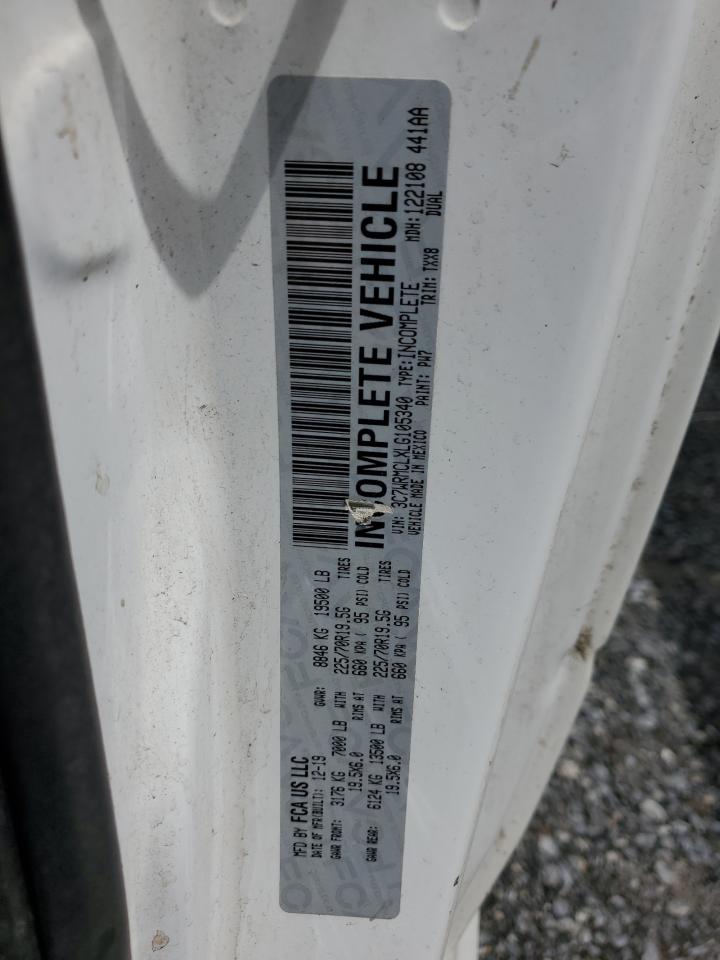 MFD BY FCA US LLC
DATE OF MFR(BUILT): 12-19 GVWR: 8846 KG 19500 LB
GAWR FRONT: 3176 KG 7000 LB WITH 225/70R19.5G TIRES
19.5X6.0 RIMS AT 660 KPA ( 95 PSI) COLD
GAWR REAR: 6124 KG 13500 LB WITH 225/70R19.5G TIRES
19.5X6.0 RIMS AT 660 KPA ( 95 PSI) COLD
INCOMPLETE VEHICLE
VIN: 3C7WRMCLXLG105340 TYPE: INCOMPLETE MDH: 122108 441AA
VEHICLE MADE IN MEXICO PAINT: PW7 TRIM: TXX8 DUAL